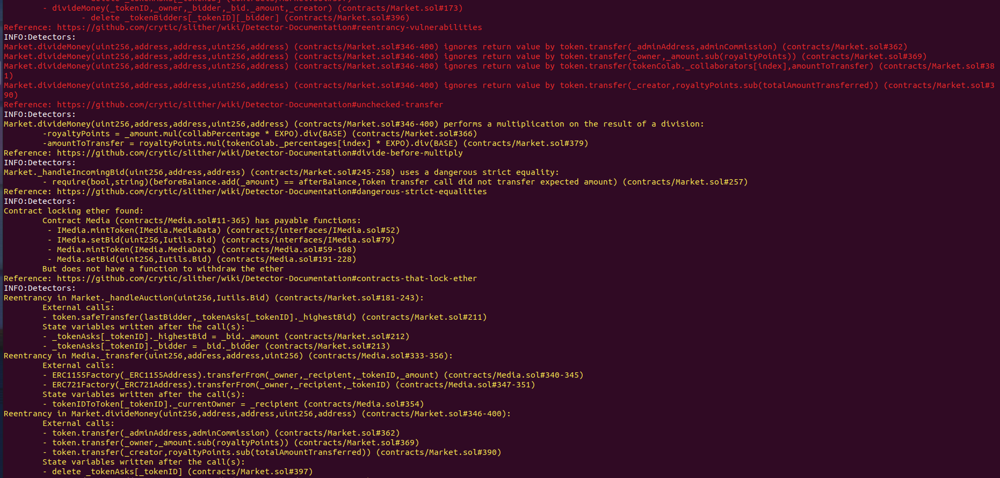 - delete _tokenAsks[_tokenID] (contracts/Market.sol#397)
- divideMoney(_tokenID,_owner,_bidder,_bid._amount,_creator) (contracts/Market.sol#173)
- delete _tokenBidders[_tokenID][_bidder] (contracts/Market.sol#396)
Reference: https://github.com/crytic/slither/wiki/Detector-Documentation#reentrancy-vulnerabilities
INFO:Detectors:
Market.divideMoney(uint256,address,address,uint256,address) (contracts/Market.sol#346-400) ignores return value by token.transfer(_adminAddress,adminCommission) (contracts/Market.sol#362)
Market.divideMoney(uint256,address,address,uint256,address) (contracts/Market.sol#346-400) ignores return value by token.transfer(_owner,_amount.sub(royaltyPoints)) (contracts/Market.sol#369)
Market.divideMoney(uint256,address,address,uint256,address) (contracts/Market.sol#346-400) ignores return value by token.transfer(tokenColab._collaborators[index],amountToTransfer) (contracts/Market.sol#38
1)
Market.divideMoney(uint256,address,address,uint256,address) (contracts/Market.sol#346-400) ignores return value by token.transfer(_creator,royaltyPoints.sub(totalAmountTransferred)) (contracts/Market.sol#3
90)
Reference: https://github.com/crytic/slither/wiki/Detector-Documentation#unchecked-transfer
INFO:Detectors:
Market.divideMoney(uint256,address,address,uint256,address) (contracts/Market.sol#346-400) performs a multiplication on the result of a division:
-royaltyPoints = _amount.mul(collabPercentage * EXPO).div(BASE) (contracts/Market.sol#366)
-amountToTransfer = royaltyPoints.mul(tokenColab._percentages[index] * EXPO).div(BASE) (contracts/Market.sol#379)
Reference: https://github.com/crytic/slither/wiki/Detector-Documentation#divide-before-multiply
INFO:Detectors:
Market._handleIncomingBid(uint256,address,address) (contracts/Market.sol#245-258) uses a dangerous strict equality:
- require(bool,string)(beforeBalance.add(_amount) == afterBalance,Token transfer call did not transfer expected amount) (contracts/Market.sol#257)
Reference: https://github.com/crytic/slither/wiki/Detector-Documentation#dangerous-strict-equalities
INFO:Detectors:
Contract locking ether found:
Contract Media (contracts/Media.sol#11-365) has payable functions:
- IMedia.mintToken(IMedia.MediaData) (contracts/interfaces/IMedia.sol#52)
- IMedia.setBid(uint256,Iutils.Bid) (contracts/interfaces/IMedia.sol#79)
- Media.mintToken(IMedia.MediaData) (contracts/Media.sol#59-168)
- Media.setBid(uint256,Iutils.Bid) (contracts/Media.sol#191-228)
But does not have a function to withdraw the ether
Reference: https://github.com/crytic/slither/wiki/Detector-Documentation#contracts-that-lock-ether
INFO:Detectors:
Reentrancy in Market._handleAuction(uint256,Iutils.Bid) (contracts/Market.sol#181-243):
External calls:
- token.safeTransfer(lastBidder,_tokenAsks[_tokenID]._highestBid) (contracts/Market.sol#211)
State variables written after the call(s):
- _tokenAsks[_tokenID]._highestBid = _bid._amount (contracts/Market.sol#212)
- _tokenAsks[_tokenID]._bidder = _bid._bidder (contracts/Market.sol#213)
Reentrancy in Media._transfer(uint256,address,address,uint256) (contracts/Media.sol#333-356):
External calls:
- ERC1155Factory(_ERC1155Address).transferFrom(_owner,_recipient,_tokenID,_amount) (contracts/Media.sol#340-345)
- ERC721Factory(_ERC721Address).transferFrom(_owner,_recipient,_tokenID) (contracts/Media.sol#347-351)
State variables written after the call(s):
- tokenIDToToken[_tokenID]._currentOwner = _recipient (contracts/Media.sol#354)
Reentrancy in Market.divideMoney(uint256,address,address,uint256,address) (contracts/Market.sol#346-400):
External calls:
- token.transfer(_adminAddress,adminCommission) (contracts/Market.sol#362)
- token.transfer(_owner,_amount.sub(royaltyPoints)) (contracts/Market.sol#369)
- token.transfer(_creator,royaltyPoints.sub(totalAmountTransferred)) (contracts/Market.sol#390)
State variables written after the call(s):
- delete _tokenAsks[_tokenID] (contracts/Market.sol#397)